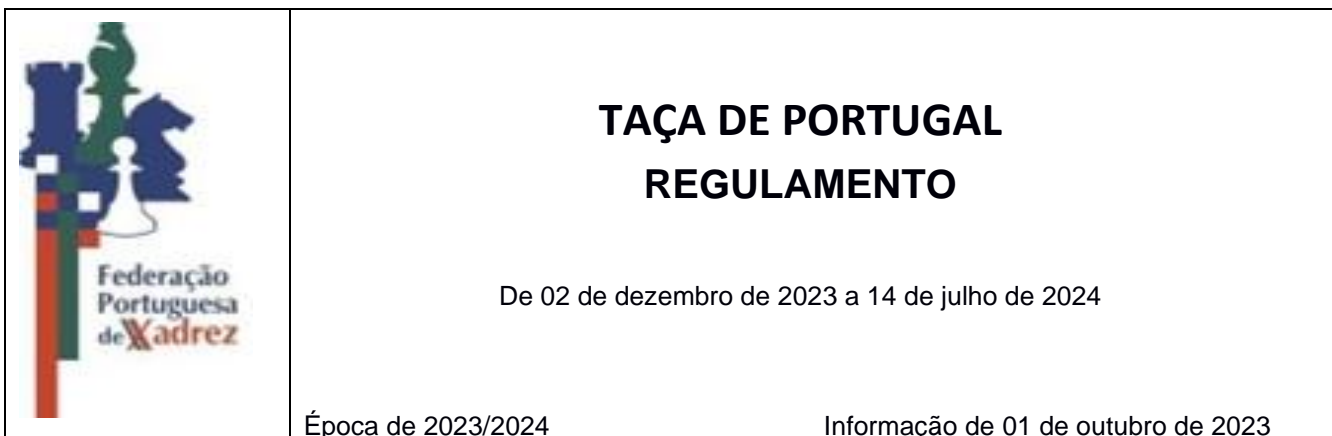 Federação
Portuguesa
de Xadrez
TAÇA DE PORTUGAL
REGULAMENTO
De 02 de dezembro de 2023 a 14 de julho de 2024
Época de 2023/2024 Informação de 01 de outubro de 2023